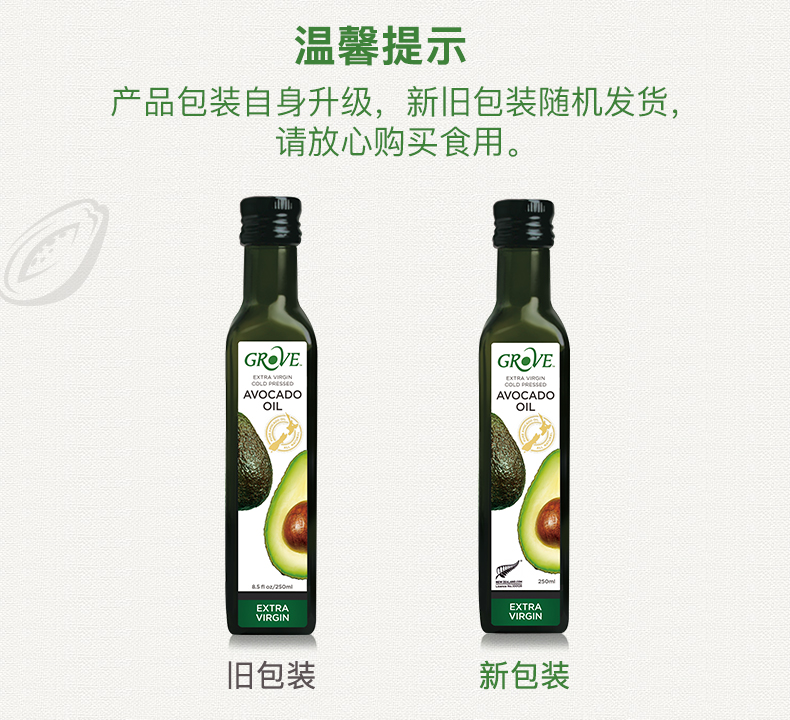 温馨提示
产品包装自身升级，新旧包装随机发货，
请放心购买食用。
GROVE
EXTRA VIRGIN
COLD PRESSED
AVOCADO
OIL
8.5 fl oz/250ml
EXTRA
VIRGIN
旧包装
GROVE
EXTRA VIRGIN
COLD PRESSED
AVOCADO
OIL
250ml
EXTRA
VIRGIN
新包装